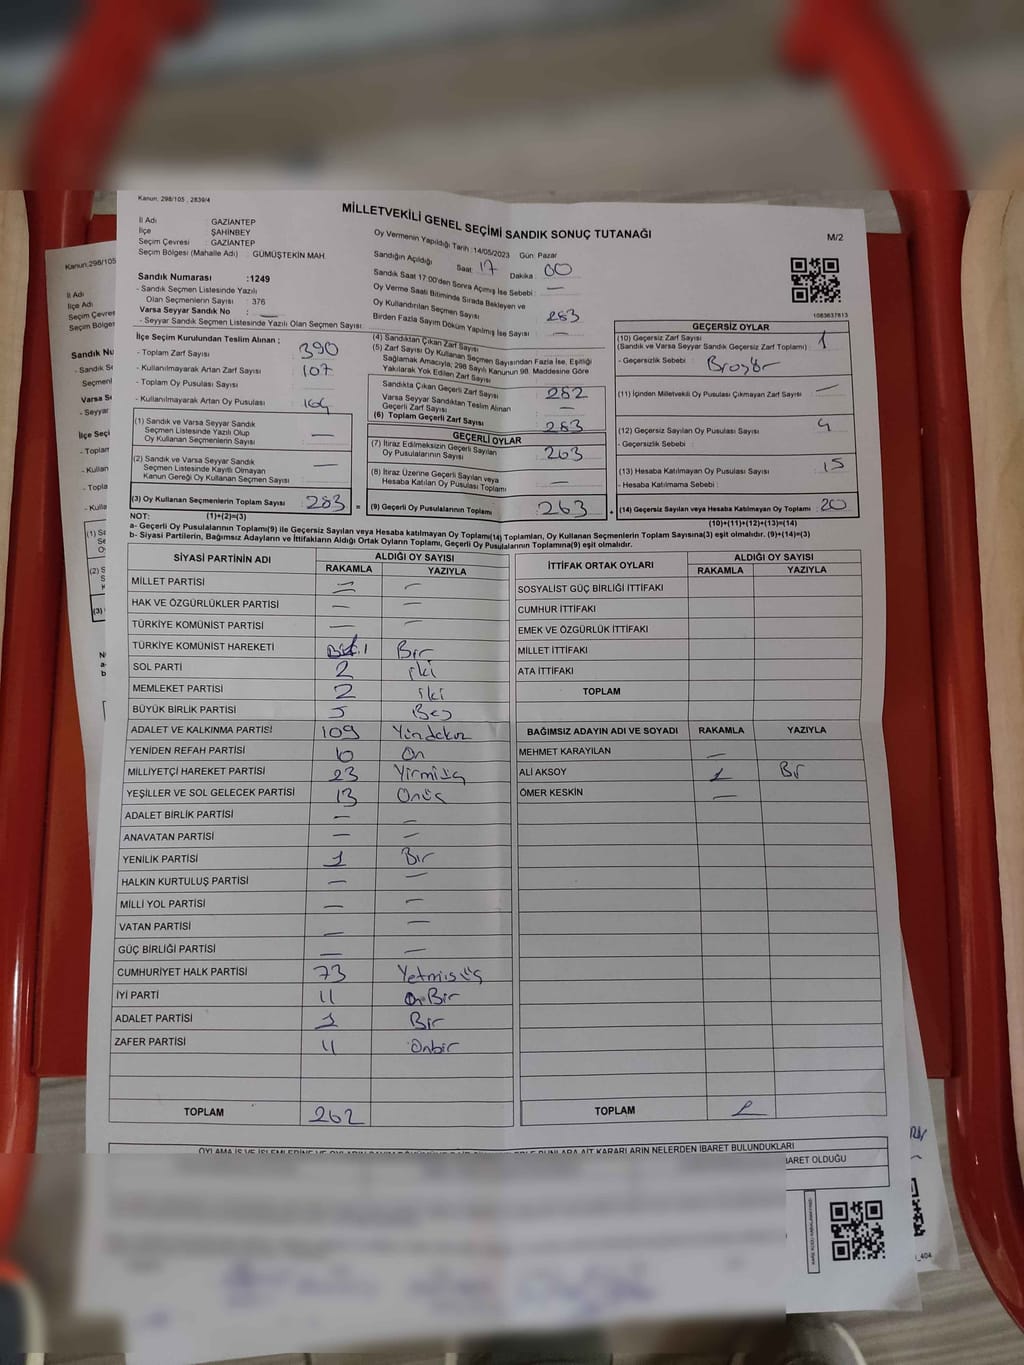 Kanun: 298/105 , 2839/4
MİLLETVEKİLİ GENEL SEÇİMİ SANDIK SONUÇ TUTANAĞI
M/2
İl Adı GAZİANTEP
İlçe ŞAHİNBEY
Seçim Çevresi : GAZİANTEP
Seçim Bölgesi (Mahalle Adı) : GÜMÜŞTEKİN MAH.
Oy Vermenin Yapıldığı Tarih : 14/05/2023 Gün: Pazar
Sandığın Açıldığı Saat: 17 Dakika : 00
Sandık Saat 17:00'den Sonra Açılmış İse Sebebi : —
Oy Verme Saati Bitiminde Sırada Bekleyen ve
Oy Kullandırılan Seçmen Sayısı : 283
Birden Fazla Sayım Döküm Yapılmış İse Sayısı : —
Sandık Numarası :1249
- Sandık Seçmen Listesinde Yazılı
Olan Seçmenlerin Sayısı : 376
Varsa Seyyar Sandık No : —
- Seyyar Sandık Seçmen Listesinde Yazılı Olan Seçmen Sayısı:
1083637813
İlçe Seçim Kurulundan Teslim Alınan ;
- Toplam Zarf Sayısı : 390
- Kullanılmayarak Artan Zarf Sayısı : 107
- Toplam Oy Pusulası Sayısı :
- Kullanılmayarak Artan Oy Pusulası :
(1) Sandık ve Varsa Seyyar Sandık
Seçmen Listesinde Yazılı Olup
Oy Kullanan Seçmenlerin Sayısı : —
(2) Sandık ve Varsa Seyyar Sandık
Seçmen Listesinde Kayıtlı Olmayan
Kanun Gereği Oy Kullanan Seçmen Sayısı : —
(3) Oy Kullanan Seçmenlerin Toplam Sayısı 283 =
(1)+(2)=(3)
(4) Sandıktan Çıkan Zarf Sayısı
(5) Zarf Sayısı Oy Kullanan Seçmen Sayısından Fazla İse, Eşitliği
Sağlamak Amacıyla, 298 Sayılı Kanunun 98. Maddesine Göre
Yakılarak Yok Edilen Zarf Sayısı
Sandıkta Çıkan Geçerli Zarf Sayısı : 282
Varsa Seyyar Sandıktan Teslim Alınan
Geçerli Zarf Sayısı : —
(6) Toplam Geçerli Zarf Sayısı : 283
GEÇERLİ OYLAR
(7) İtiraz Edilmeksizin Geçerli Sayılan
Oy Pusulalarının Sayısı : 263
(8) İtiraz Üzerine Geçerli Sayılan veya
Hesaba Katılan Oy Pusulası Toplamı : —
(9) Geçerli Oy Pusulalarının Toplamı : 263 +
GEÇERSİZ OYLAR
(10) Geçersiz Zarf Sayısı
(Sandık ve Varsa Seyyar Sandık Geçersiz Zarf Toplamı) : 1
- Geçersizlik Sebebi : Broşür
(11) İçinden Milletvekili Oy Pusulası Çıkmayan Zarf Sayısı : —
(12) Geçersiz Sayılan Oy Pusulası Sayısı : 4
- Geçersizlik Sebebi :
(13) Hesaba Katılmayan Oy Pusulası Sayısı : 15
- Hesaba Katılmama Sebebi :
(14) Geçersiz Sayılan veya Hesaba Katılmayan Oy Toplamı : 20
(10)+(11)+(12)+(13)=(14)
NOT:
a- Geçerli Oy Pusulalarının Toplamı(9) ile Geçersiz Sayılan veya Hesaba katılmayan Oy Toplamı(14) Toplamları, Oy Kullanan Seçmenlerin Toplam Sayısına(3) eşit olmalıdır. (9)+(14)=(3)
b- Siyasi Partilerin, Bağımsız Adayların ve İttifakların Aldığı Ortak Oyların Toplamı, Geçerli Oy Pusulalarının Toplamına(9) eşit olmalıdır.
SİYASİ PARTİNİN ADI ALDIĞI OY SAYISI
RAKAMLA YAZIYLA
MİLLET PARTİSİ — —
HAK VE ÖZGÜRLÜKLER PARTİSİ — —
TÜRKİYE KOMÜNİST PARTİSİ — —
TÜRKİYE KOMÜNİST HAREKETİ 1 Bir
SOL PARTİ 2 iki
MEMLEKET PARTİSİ 2 iki
BÜYÜK BİRLİK PARTİSİ 5 Beş
ADALET VE KALKINMA PARTİSİ 109 Yüzdokuz
YENİDEN REFAH PARTİSİ 10 On
MİLLİYETÇİ HAREKET PARTİSİ 23 Yirmiüç
YEŞİLLER VE SOL GELECEK PARTİSİ 13 Onüç
ADALET BİRLİK PARTİSİ — —
ANAVATAN PARTİSİ — —
YENİLİK PARTİSİ 1 Bir
HALKIN KURTULUŞ PARTİSİ — —
MİLLİ YOL PARTİSİ — —
VATAN PARTİSİ — —
GÜÇ BİRLİĞİ PARTİSİ — —
CUMHURİYET HALK PARTİSİ 73 Yetmişüç
İYİ PARTİ 11 OnBir
ADALET PARTİSİ 1 Bir
ZAFER PARTİSİ 11 Onbir
TOPLAM 262
İTTİFAK ORTAK OYLARI ALDIĞI OY SAYISI
RAKAMLA YAZIYLA
SOSYALİST GÜÇ BİRLİĞİ İTTİFAKI
CUMHUR İTTİFAKI
EMEK VE ÖZGÜRLÜK İTTİFAKI
MİLLET İTTİFAKI
ATA İTTİFAKI
TOPLAM
BAĞIMSIZ ADAYIN ADI VE SOYADI RAKAMLA YAZIYLA
MEHMET KARAYILAN —
ALİ AKSOY 1 Bir
ÖMER KESKİN —
TOPLAM 1
KARARLARIN NELERDEN İBARET BULUNDUKLARI
İBARET OLDUĞU